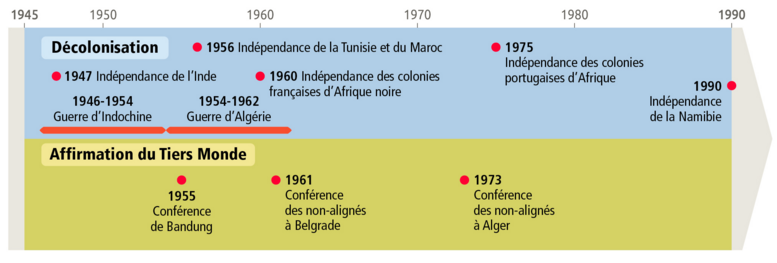 1945 1950 1960 1970 1980 1990
Décolonisation
1956 Indépendance de la Tunisie et du Maroc
1975
Indépendance des colonies
portugaises d'Afrique
1947 Indépendance de l'Inde
1960 Indépendance des colonies
françaises d'Afrique noire
1990
Indépendance
de la Namibie
1946-1954
Guerre d'Indochine
1954-1962
Guerre d'Algérie
Affirmation du Tiers Monde
1955
Conférence
de Bandung
1961
Conférence
des non-alignés
à Belgrade
1973
Conférence
des non-alignés
à Alger